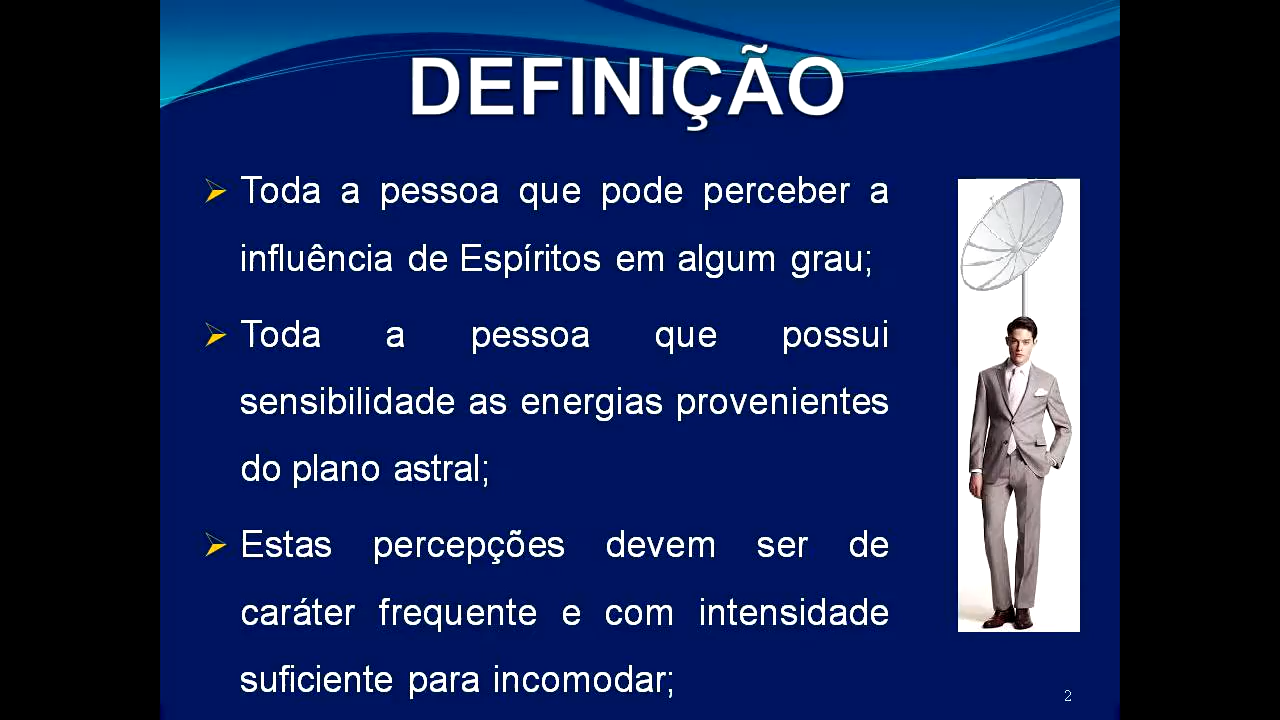 DEFINIÇÃO
Toda a pessoa que pode perceber a
influência de Espíritos em algum grau;
Toda a pessoa que possui
sensibilidade as energias provenientes
do plano astral;
Estas percepções devem ser de
caráter frequente e com intensidade
suficiente para incomodar;
2